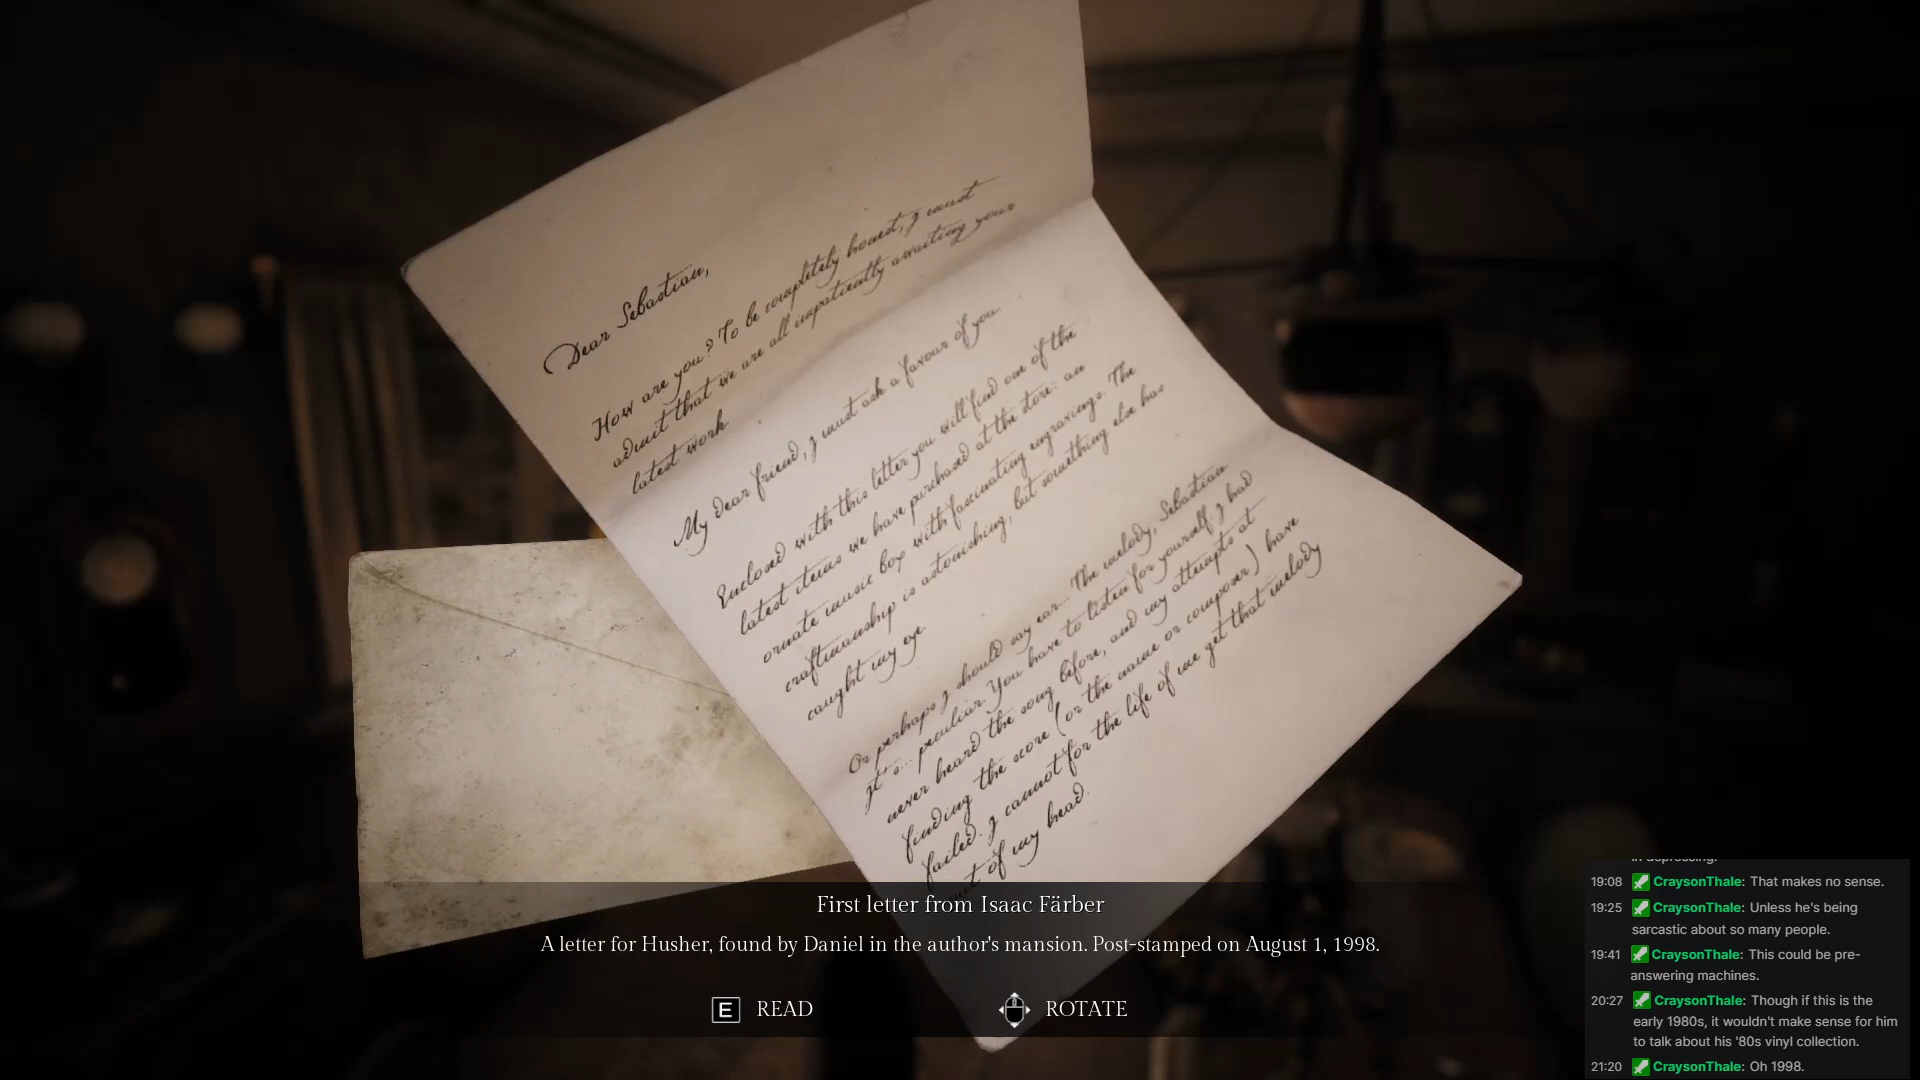 Dear Sebastian,
How are you? To be completely honest, I must
admit that we are all impatiently awaiting your
latest work.
My dear friend, I must ask a favour of you.
Enclosed with this letter you will find one of the
latest items we have purchased at the store: an
ornate music box with fascinating engravings. The
craftmanship is astonishing, but something else has
caught my eye.
Or perhaps I should say ear... The melody, Sebastian.
It's... peculiar. You have to listen for yourself. I had
never heard the song before, and my attempts at
finding the score (or the name or composer) have
failed. I cannot for the life of me get that melody
out of my head.
First letter from Isaac Färber
A letter for Husher, found by Daniel in the author's mansion. Post-stamped on August 1, 1998.
E READ
ROTATE
in depressing.
19:08 CraysonThale: That makes no sense.
19:25 CraysonThale: Unless he's being
sarcastic about so many people.
19:41 CraysonThale: This could be pre-
answering machines.
20:27 CraysonThale: Though if this is the
early 1980s, it wouldn't make sense for him
to talk about his '80s vinyl collection.
21:20 CraysonThale: Oh 1998.